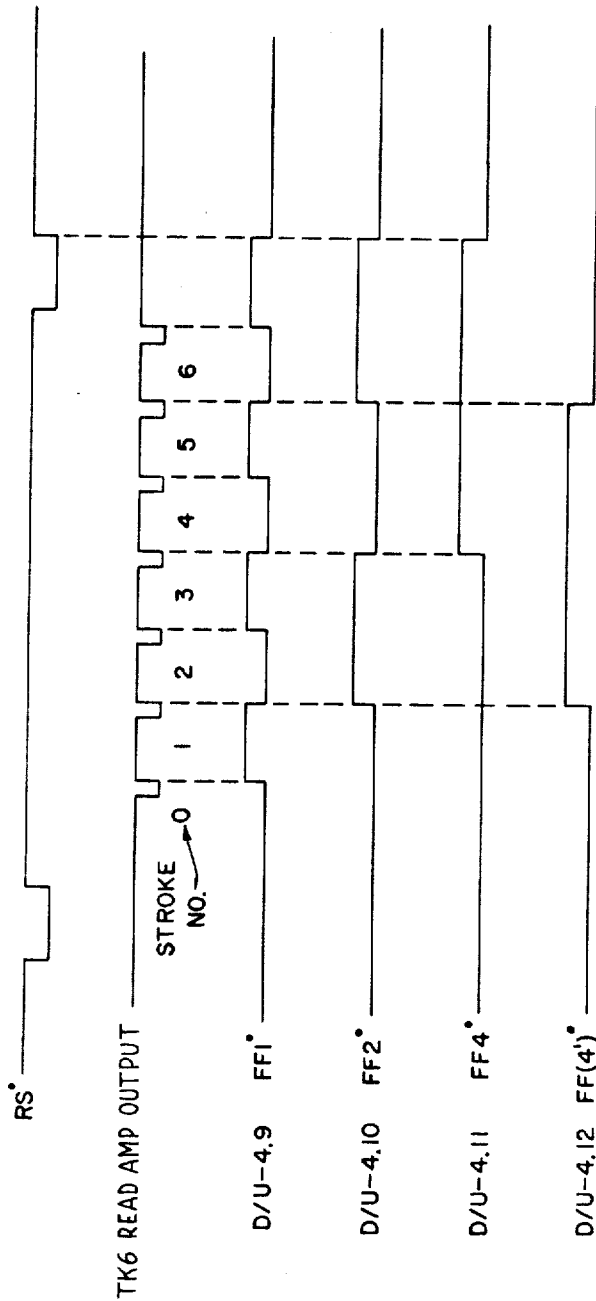 RS•
TK6 READ AMP OUTPUT
STROKE
NO.
0 1 2 3 4 5 6
D/U-4.9 FF1•
D/U-4.10 FF2•
D/U-4.11 FF4•
D/U-4.12 FF(4')•